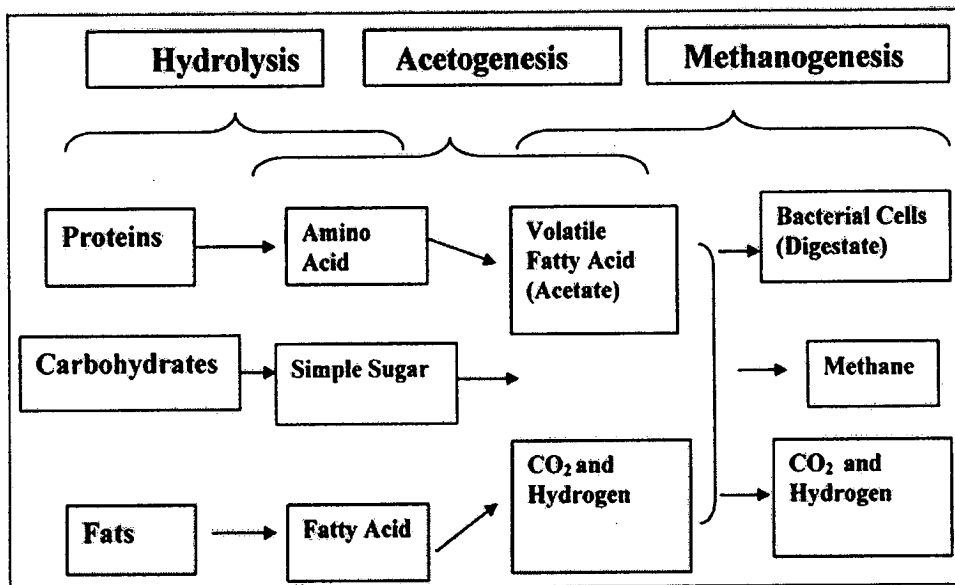 Hydrolysis
Acetogenesis
Methanogenesis
Proteins
Amino
Acid
Volatile
Fatty Acid
(Acetate)
Bacterial Cells
(Digestate)
Carbohydrates
Simple Sugar
Methane
Fats
Fatty Acid
CO₂ and
Hydrogen
CO₂ and
Hydrogen